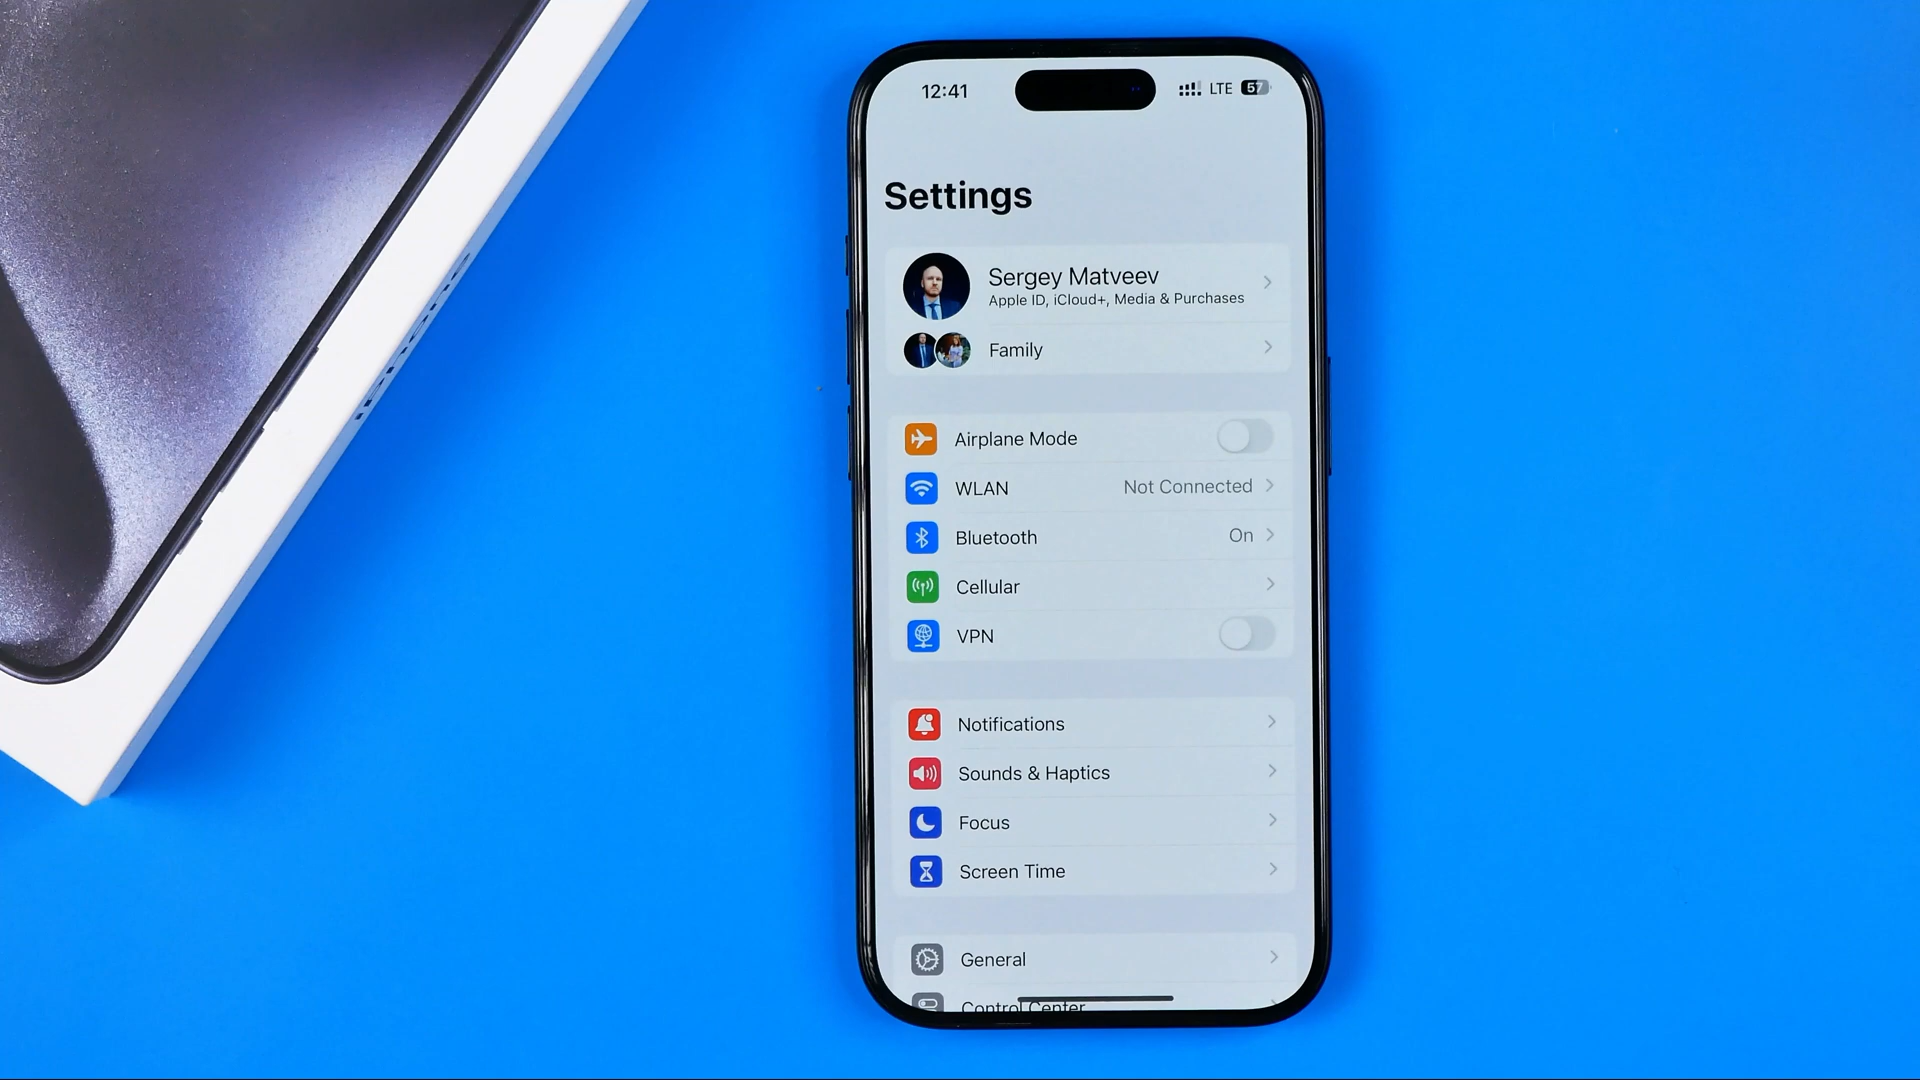 12:41
LTE 57
Settings
Sergey Matveev
Apple ID, iCloud+, Media & Purchases
Family
Airplane Mode
WLAN Not Connected
Bluetooth On
Cellular
VPN
Notifications
Sounds & Haptics
Focus
Screen Time
General
Control Center